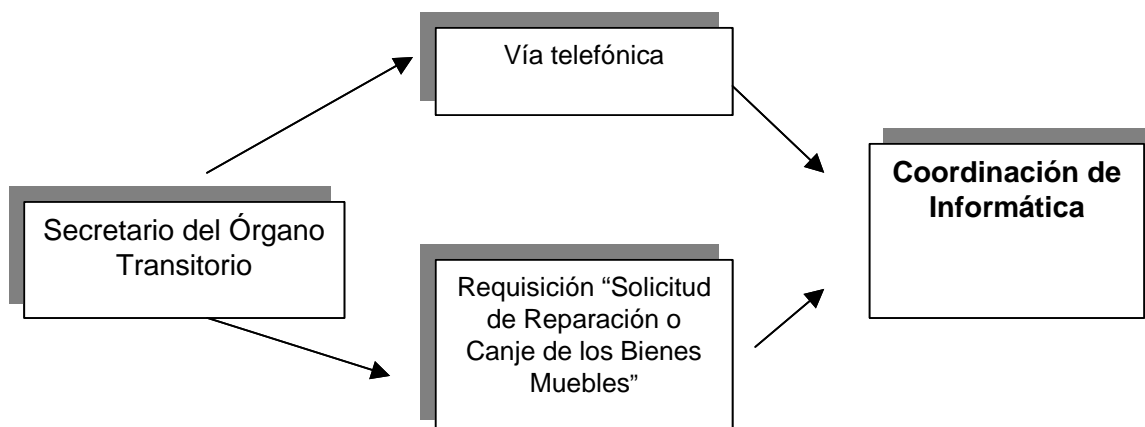 Vía telefónica
Coordinación de
Informática
Secretario del Órgano
Transitorio
Requisición “Solicitud
de Reparación o
Canje de los Bienes
Muebles”